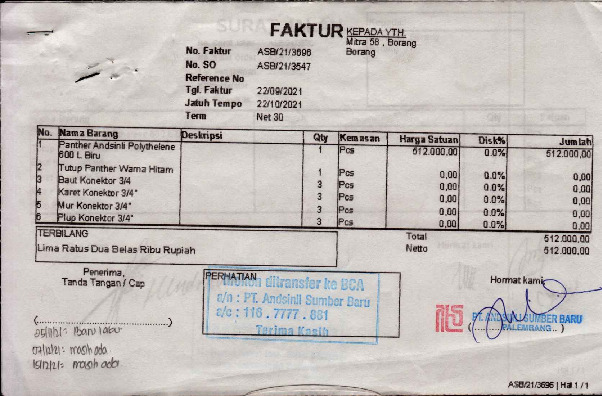 FAKTUR
KEPADA YTH.
Mitra 58 , Borang
Borang
No. Faktur ASB/21/3696
No. SO ASB/21/3547
Reference No
Tgl. Faktur 22/09/2021
Jatuh Tempo 22/10/2021
Term Net 30
No. Nama Barang Deskripsi Qty Kemasan Harga Satuan Disk% Jumlah
1 Panther Andsinli Polythelene 1 Pcs 512.000,00 0.0% 512.000,00
600 L Biru
2 Tutup Panther Warna Hitam 1 Pcs 0,00 0.0% 0,00
3 Baut Konektor 3/4 3 Pcs 0,00 0.0% 0,00
4 Karet Konektor 3/4" 3 Pcs 0,00 0.0% 0,00
5 Mur Konektor 3/4" 3 Pcs 0,00 0.0% 0,00
6 Plup Konektor 3/4" 3 Pcs 0,00 0.0% 0,00
TERBILANG
Lima Ratus Dua Belas Ribu Rupiah
Total 512.000,00
Netto 512.000,00
Penerima,
Tanda Tangan / Cap
PERHATIAN
Mohon ditransfer ke BCA
a/n : PT. Andsinli Sumber Baru
a/c : 116 . 7777 . 861
Terima Kasih
Hormat kami
PT. ANDSINLI SUMBER BARU
PALEMBANG
masih ada
15/12/21: masih ada
ASB/21/3696 | Hal 1 / 1